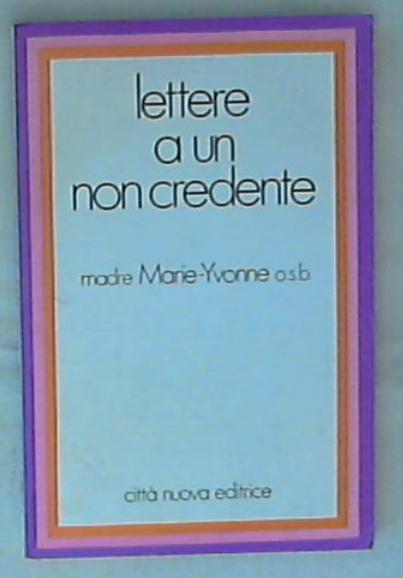 lettere
a un
non credente
madre Marie-Yvonne o.s.b.
città nuova editrice